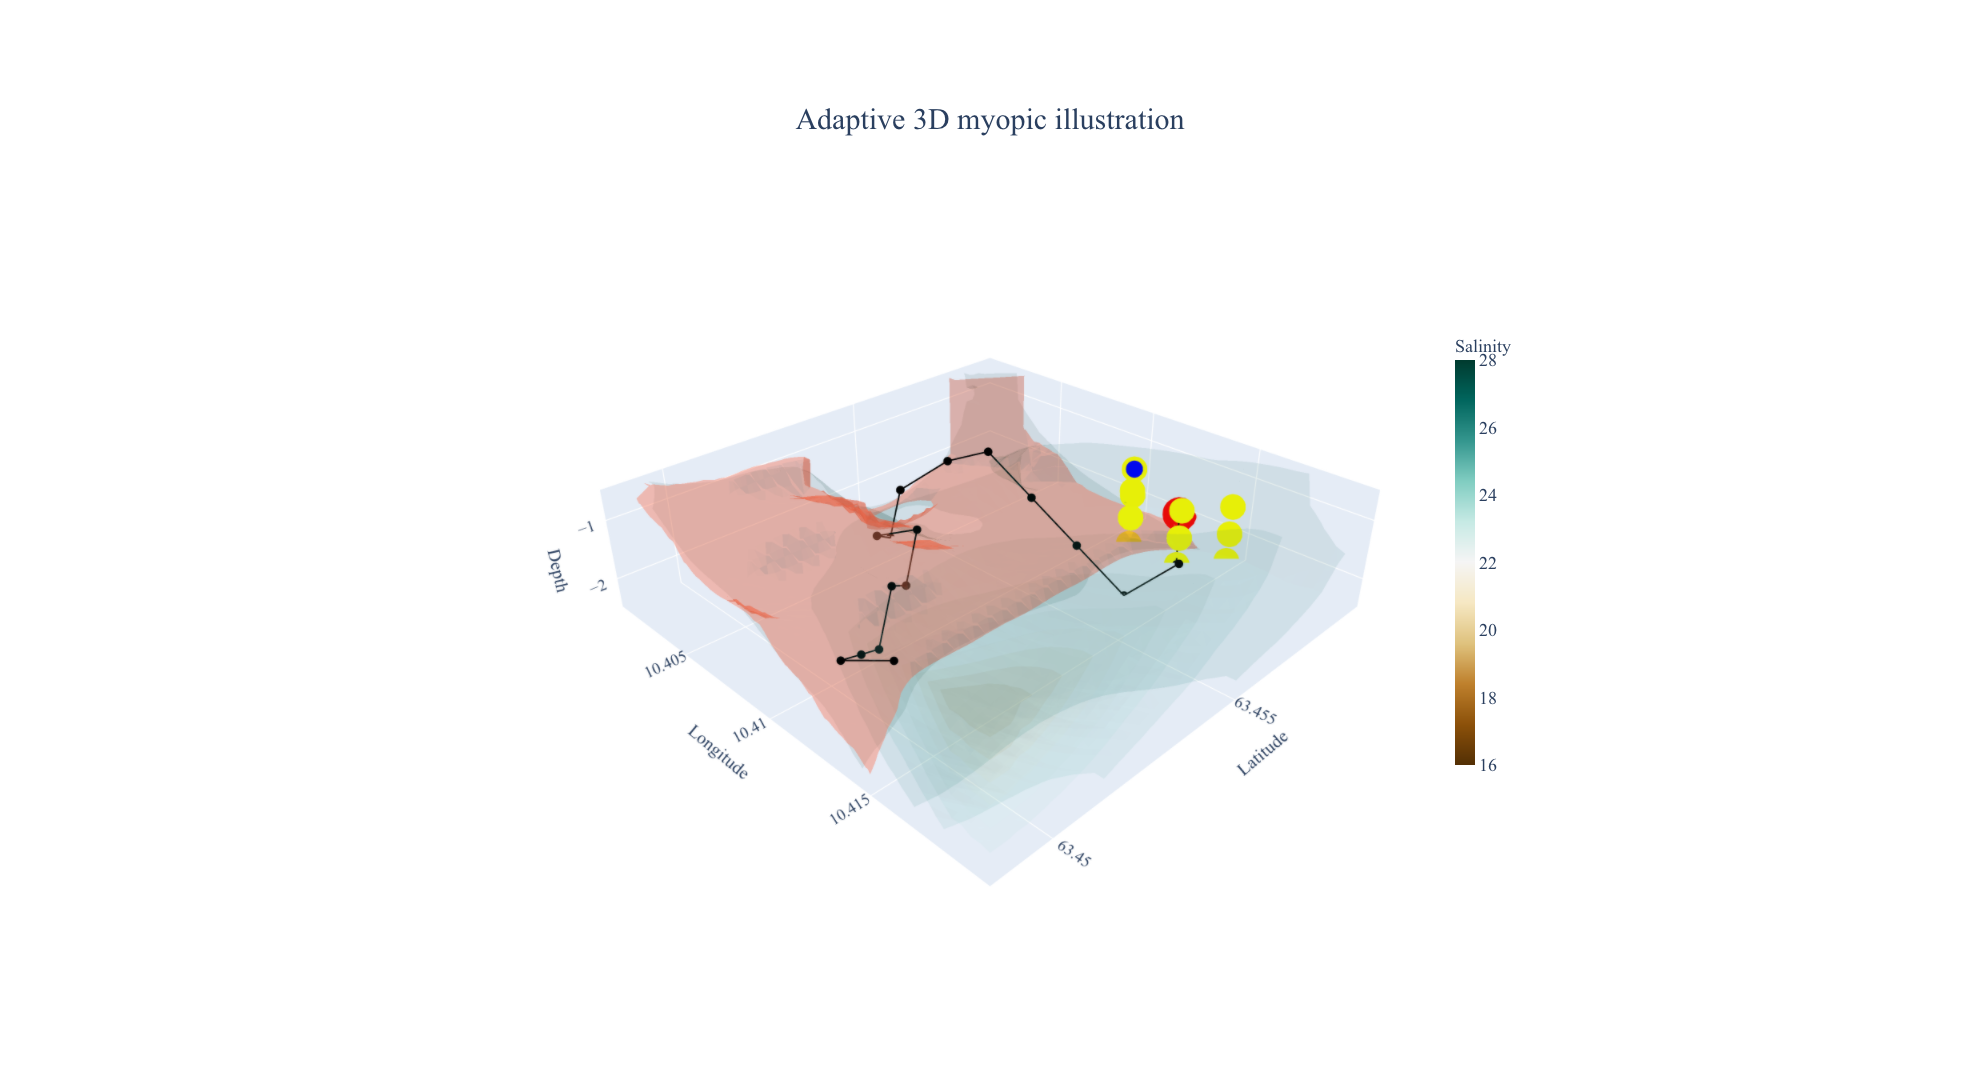 Adaptive 3D myopic illustration
Salinity
28
26
24
22
20
18
16
−1
−2
Depth
10.405
10.41
10.415
Longitude
63.455
63.45
Latitude